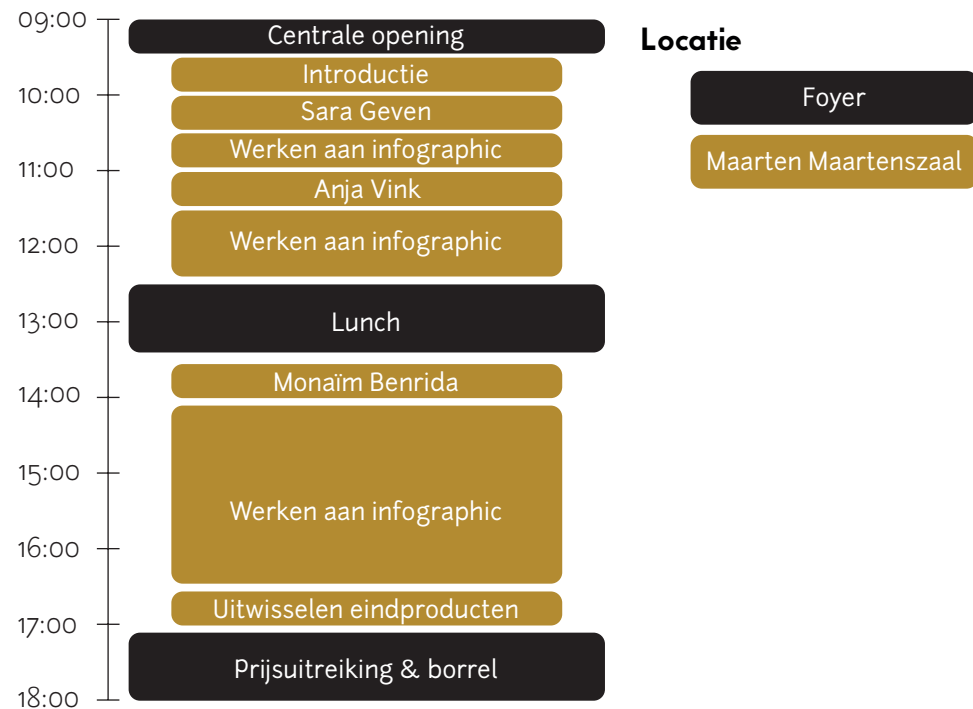 09:00
Centrale opening
Introductie
10:00
Sara Geven
Werken aan infographic
11:00
Anja Vink
12:00
Werken aan infographic
13:00
Lunch
Monaïm Benrida
14:00
15:00
Werken aan infographic
16:00
Uitwisselen eindproducten
17:00
Prijsuitreiking & borrel
18:00
Locatie
Foyer
Maarten Maartenszaal